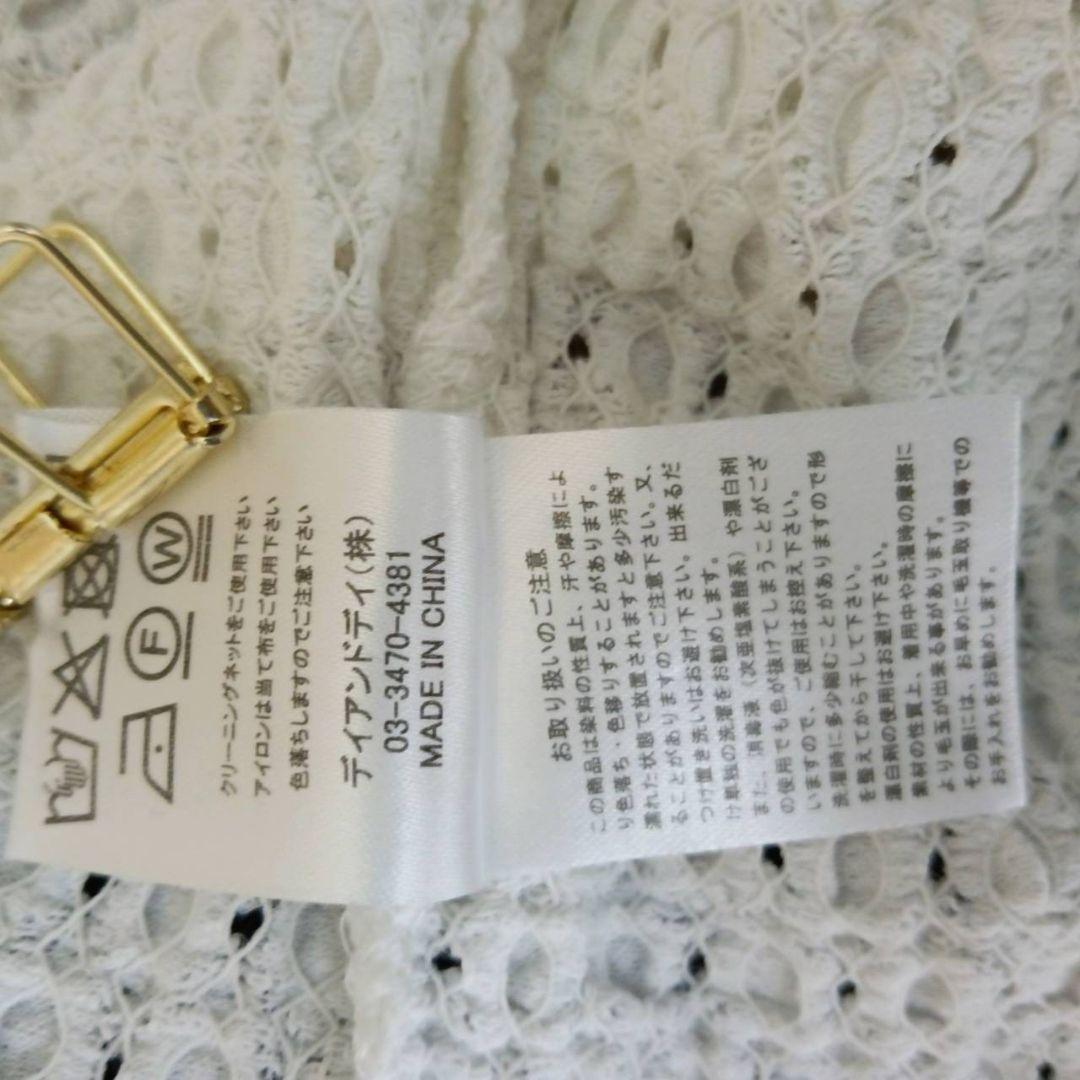 F
W
クリーニングネットをご使用下さい
アイロンは当て布をご使用下さい
色落ちしますのでご注意下さい
ディアンドデイ(株)
03-3470-4381
MADE IN CHINA
お取り扱いのご注意
この商品は染料の性質上、汗や摩擦によ
り色落ち・色移りすることがあります。
濡れた状態で放置されますと多少汚染す
ることがありますのでご注意下さい。又、
つけ置き洗いはお避け下さい。出来るだ
け単独の洗濯をお勧めします。
また、消毒液(次亜塩素酸系)や漂白剤
の使用でも色が抜けてしまうことがござ
いますので、ご使用はお控え下さい。
洗濯時に多少縮むことがありますので形
を整えてから干して下さい。
漂白剤の使用はお避け下さい。
素材の性質上、着用中や洗濯時の摩擦に
より毛玉が出来る事があります。
その際には、お早めに毛玉取り機等での
お手入れをお勧めします。